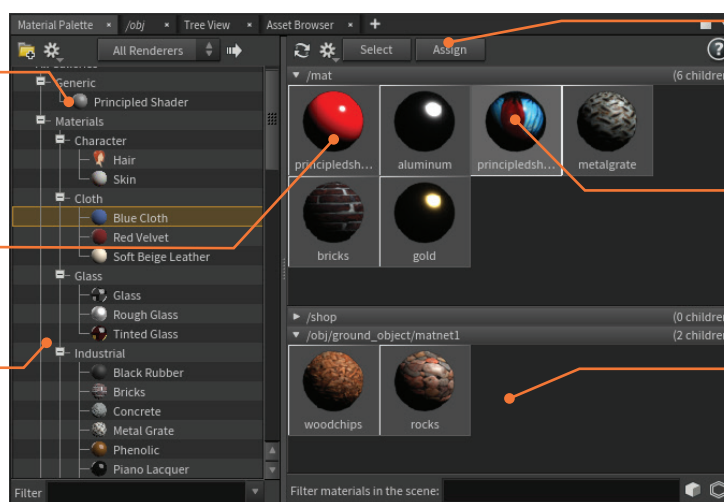 Material Palette × /obj × Tree View × Asset Browser × +
All Renderers
Select Assign ?
Generic
Principled Shader
Materials
Character
Hair
Skin
Cloth
Blue Cloth
Red Velvet
Soft Beige Leather
Glass
Glass
Rough Glass
Tinted Glass
Industrial
Black Rubber
Bricks
Concrete
Metal Grate
Phenolic
Piano Lacquer
Filter
/mat (6 children
principledsh... aluminum principledsh... metalgrate
bricks gold
/shop (0 children
/obj/ground_object/matnet1 (2 children
woodchips rocks
Filter materials in the scene: